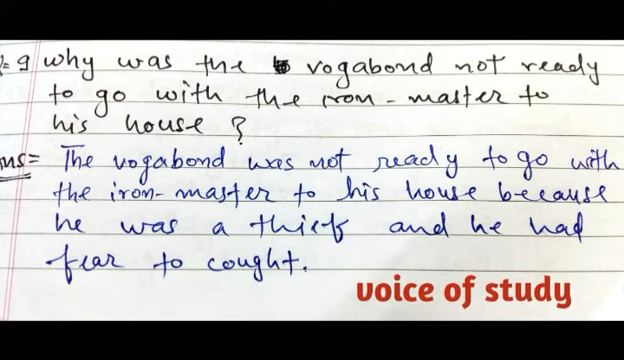 = 9 why was the vogabond not ready
to go with the iron-master to
his house ?
Ans= The vogabond was not ready to go with
the iron-master to his house because
he was a thief and he had
fear to cought.
voice of study